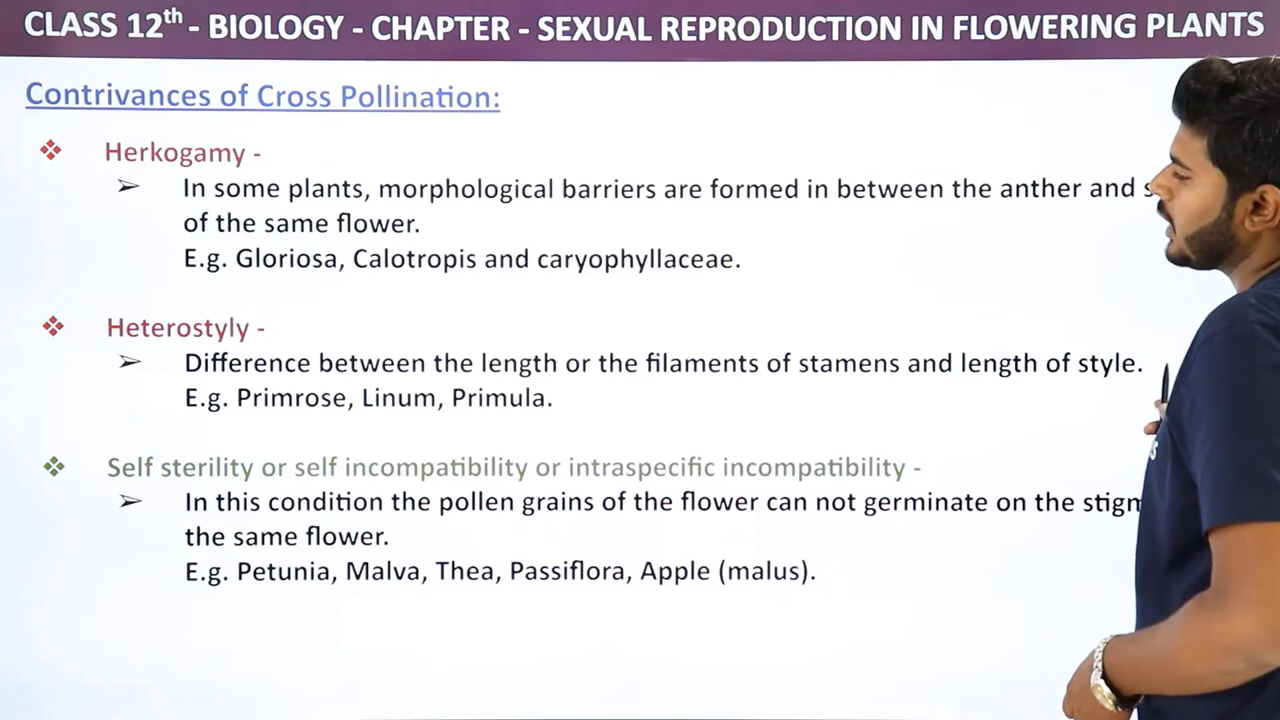 CLASS 12th - BIOLOGY - CHAPTER - SEXUAL REPRODUCTION IN FLOWERING PLANTS
Contrivances of Cross Pollination:
❖ Herkogamy -
➢ In some plants, morphological barriers are formed in between the anther and
of the same flower.
E.g. Gloriosa, Calotropis and caryophyllaceae.
❖ Heterostyly -
➢ Difference between the length or the filaments of stamens and length of style.
E.g. Primrose, Linum, Primula.
❖ Self sterility or self incompatibility or intraspecific incompatibility -
➢ In this condition the pollen grains of the flower can not germinate on the
the same flower.
E.g. Petunia, Malva, Thea, Passiflora, Apple (malus).